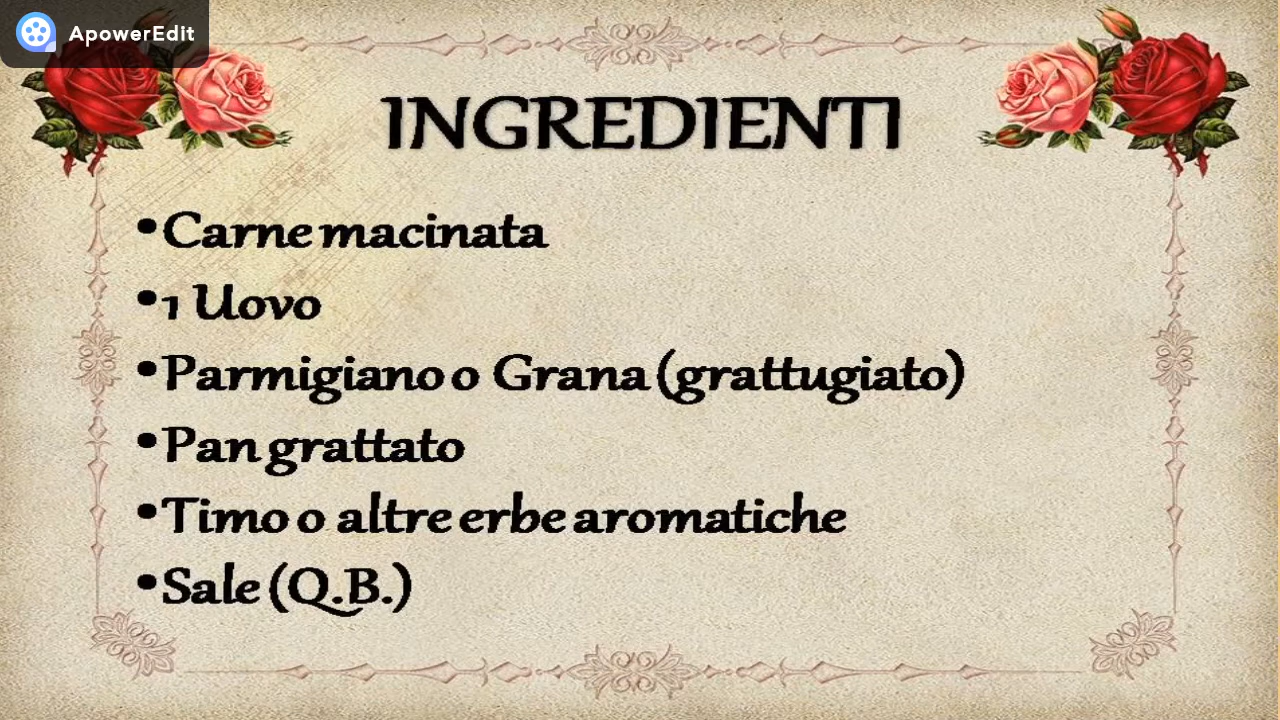 ApowerEdit
INGREDIENTI
•Carne macinata
•1 Uovo
•Parmigiano o Grana (grattugiato)
•Pan grattato
•Timo o altre erbe aromatiche
•Sale (Q.B.)